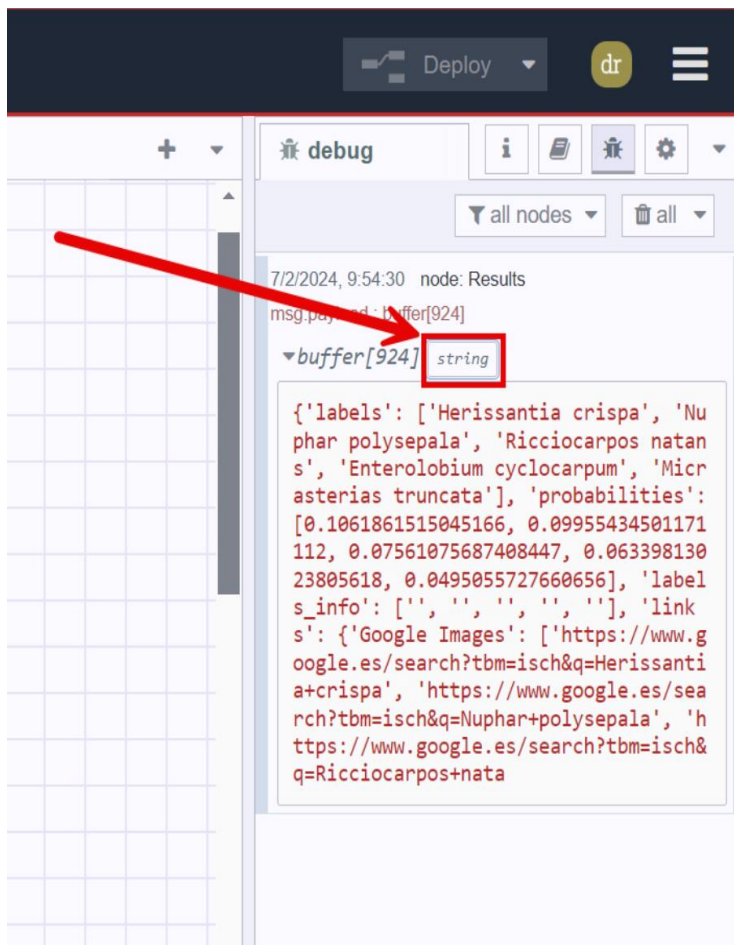 Deploy
dr
debug
i
all nodes
all
7/2/2024, 9:54:30 node: Results
msg.payload : buffer[924]
buffer[924] string
{'labels': ['Herissantia crispa', 'Nu
phar polysepala', 'Ricciocarpos natan
s', 'Enterolobium cyclocarpum', 'Micr
asterias truncata'], 'probabilities':
[0.1061861515045166, 0.09955434501171
112, 0.07561075687408447, 0.063398130
23805618, 0.0495055727660656], 'label
s_info': ['', '', '', '', ''], 'link
s': {'Google Images': ['https://www.g
oogle.es/search?tbm=isch&q=Herissanti
a+crispa', 'https://www.google.es/sea
rch?tbm=isch&q=Nuphar+polysepala', 'h
ttps://www.google.es/search?tbm=isch&
q=Ricciocarpos+nata